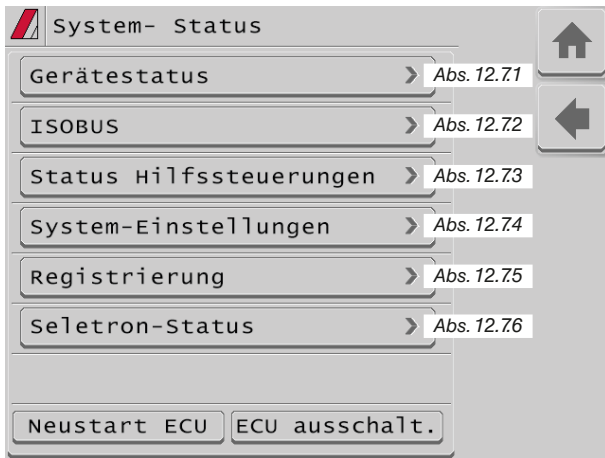 System- Status
Gerätestatus Abs. 12.7.1
ISOBUS Abs. 12.7.2
Status Hilfssteuerungen Abs. 12.7.3
System-Einstellungen Abs. 12.7.4
Registrierung Abs. 12.7.5
Seletron-Status Abs. 12.7.6
Neustart ECU ECU ausschalt.